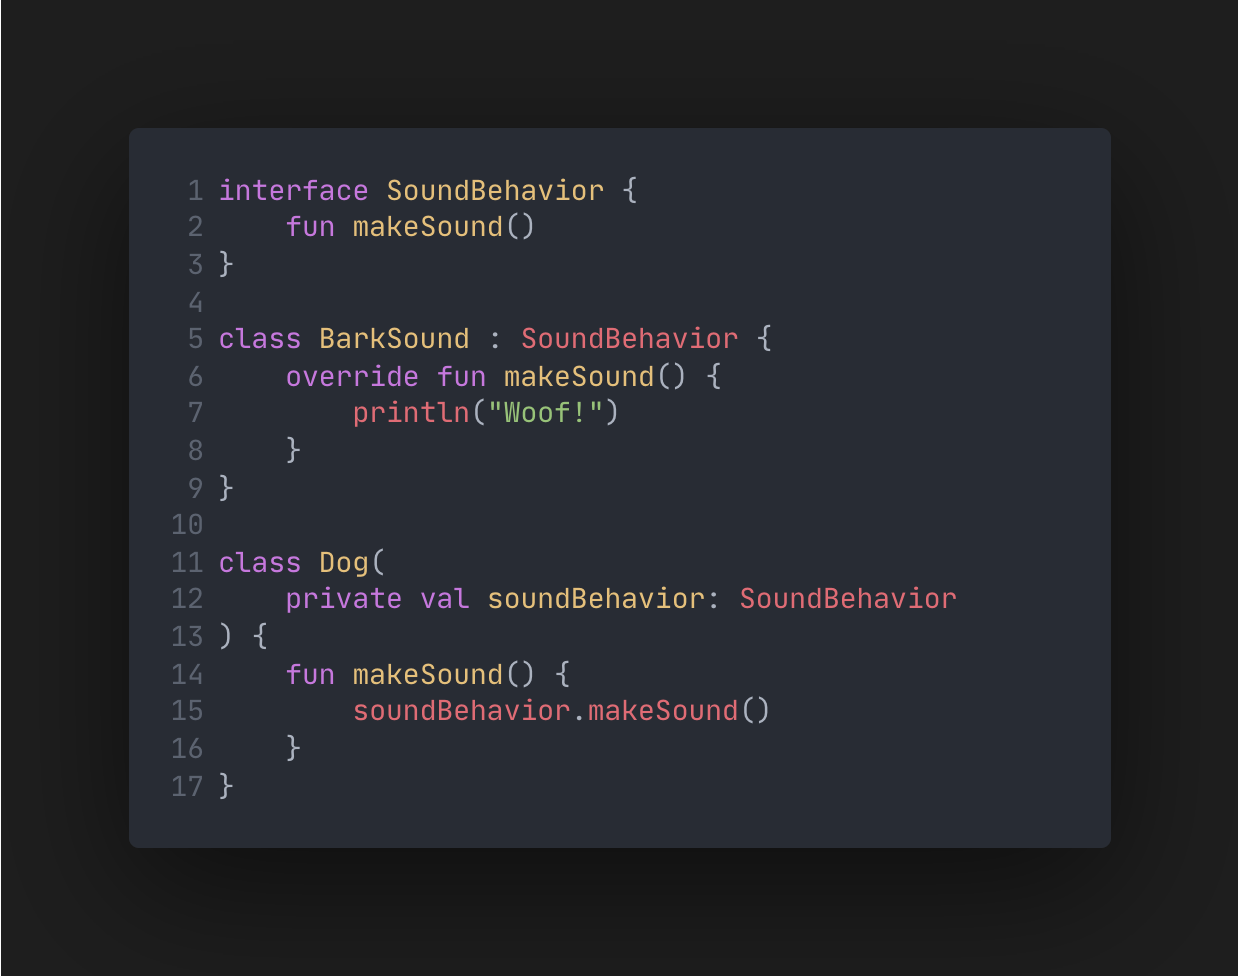 1 interface SoundBehavior {
2     fun makeSound()
3 }
4
5 class BarkSound : SoundBehavior {
6     override fun makeSound() {
7         println("Woof!")
8     }
9 }
10
11 class Dog(
12     private val soundBehavior: SoundBehavior
13 ) {
14     fun makeSound() {
15         soundBehavior.makeSound()
16     }
17 }